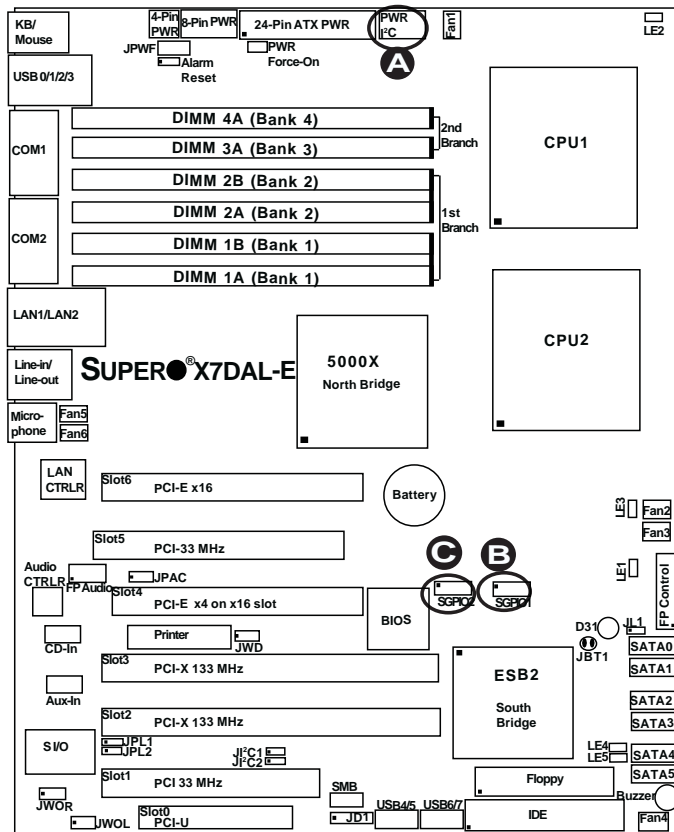 KB/
Mouse
4-Pin
PWR
8-Pin PWR
24-Pin ATX PWR
PWR
I²C
Fan1
LE2
JPWF
Alarm
Reset
PWR
Force-On
A
USB 0/1/2/3
DIMM 4A (Bank 4)
DIMM 3A (Bank 3)
2nd
Branch
DIMM 2B (Bank 2)
DIMM 2A (Bank 2)
1st
Branch
DIMM 1B (Bank 1)
DIMM 1A (Bank 1)
CPU1
COM1
COM2
LAN1/LAN2
CPU2
Line-in/
Line-out
SUPER®X7DAL-E
5000X
North Bridge
Micro-
phone
Fan5
Fan6
LAN
CTRLR
Slot6
PCI-E x16
Battery
LE3
Fan2
Fan3
Slot5
PCI-33 MHz
C
B
Audio
CTRLR
FP Audio
JPAC
SGPIO2
SGPIO1
LE1
FP Control
Slot4
PCI-E x4 on x16 slot
BIOS
CD-In
Printer
JWD
D31
JL1
JBT1
SATA0
SATA1
Slot3
PCI-X 133 MHz
ESB2
South
Bridge
Aux-In
SATA2
SATA3
Slot2
PCI-X 133 MHz
S I/O
JPL1
JPL2
JI²C1
JI²C2
LE4
LE5
SATA4
SATA5
Slot1
PCI 33 MHz
SMB
Floppy
Buzzer
JWOR
JWOL
Slot0
PCI-U
JD1
USB4/5
USB6/7
IDE
Fan4